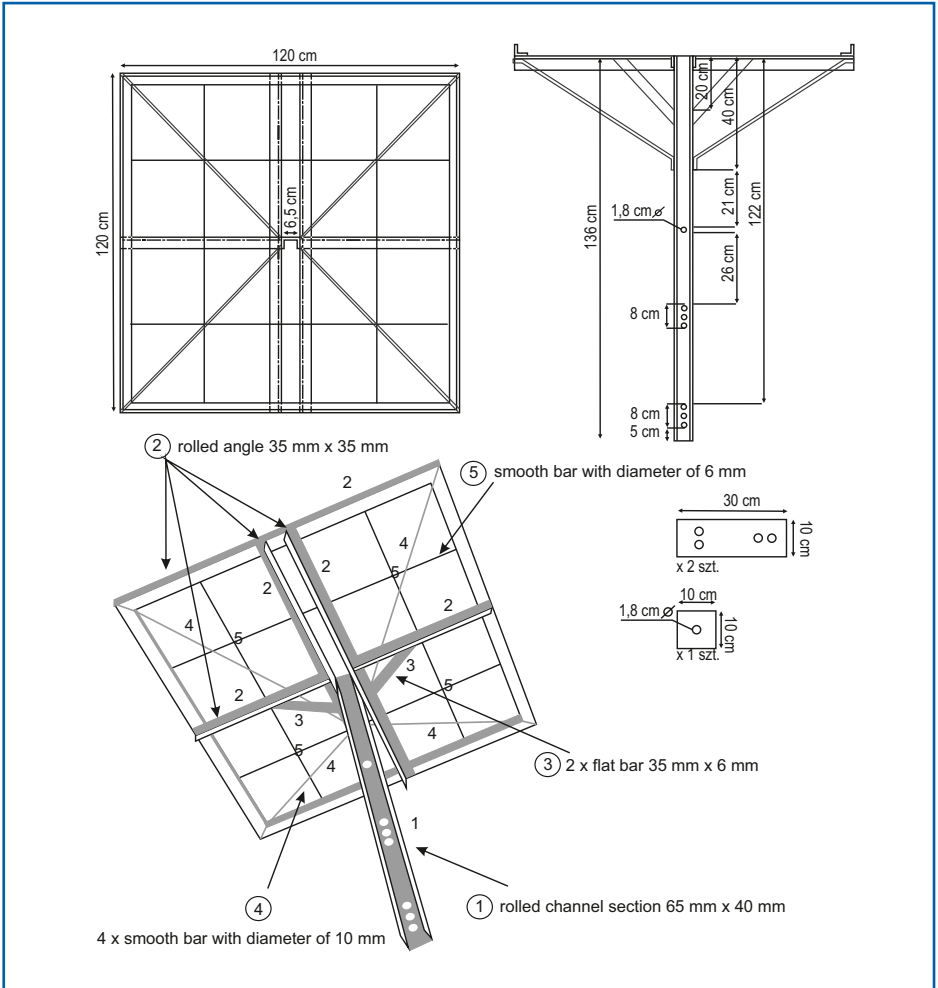 120 cm
120 cm
6,5 cm
20 cm
40 cm
136 cm
1,8 cm ⌀
21 cm
122 cm
26 cm
8 cm
8 cm
5 cm
2 rolled angle 35 mm x 35 mm
5 smooth bar with diameter of 6 mm
2
30 cm
10 cm
x 2 szt.
4
5
2
2
2
10 cm
1,8 cm ⌀
10 cm
x 1 szt.
4
5
2
3
5
3
5
4
4
3 2 x flat bar 35 mm x 6 mm
1
4
4 x smooth bar with diameter of 10 mm
1 rolled channel section 65 mm x 40 mm